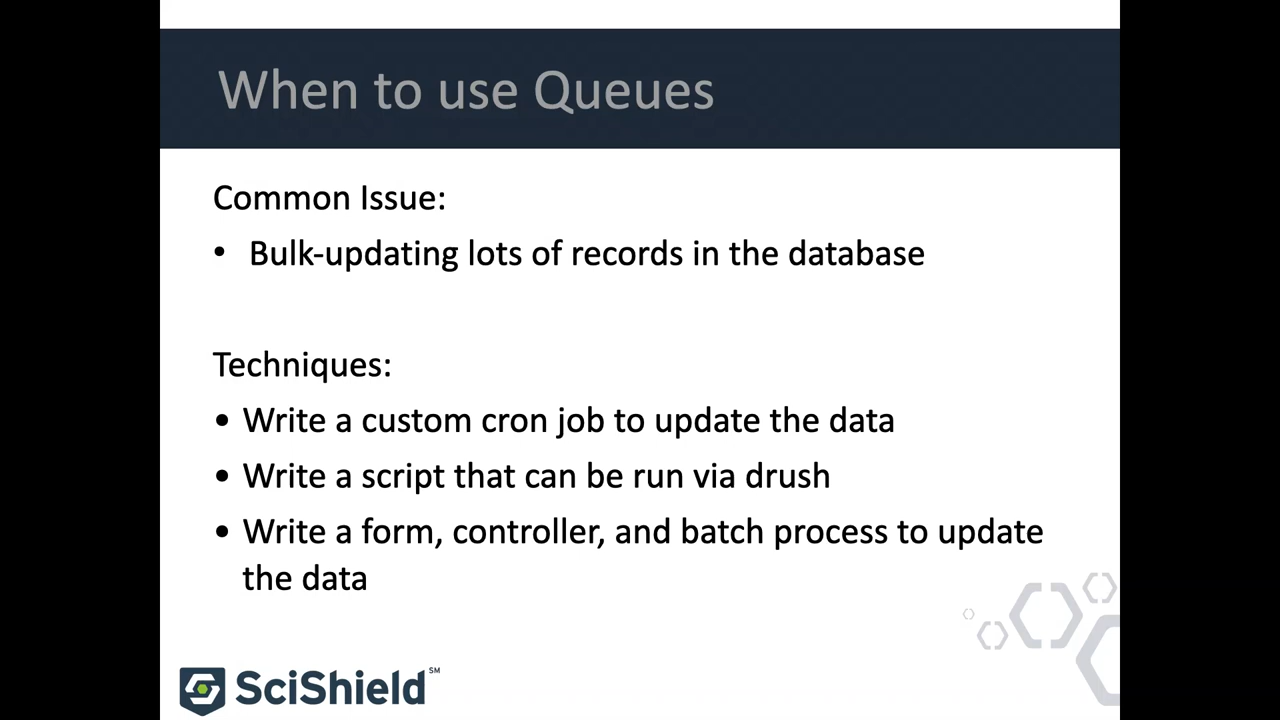 When to use Queues
Common Issue:
• Bulk-updating lots of records in the database
Techniques:
• Write a custom cron job to update the data
• Write a script that can be run via drush
• Write a form, controller, and batch process to update
the data
SciShield℠